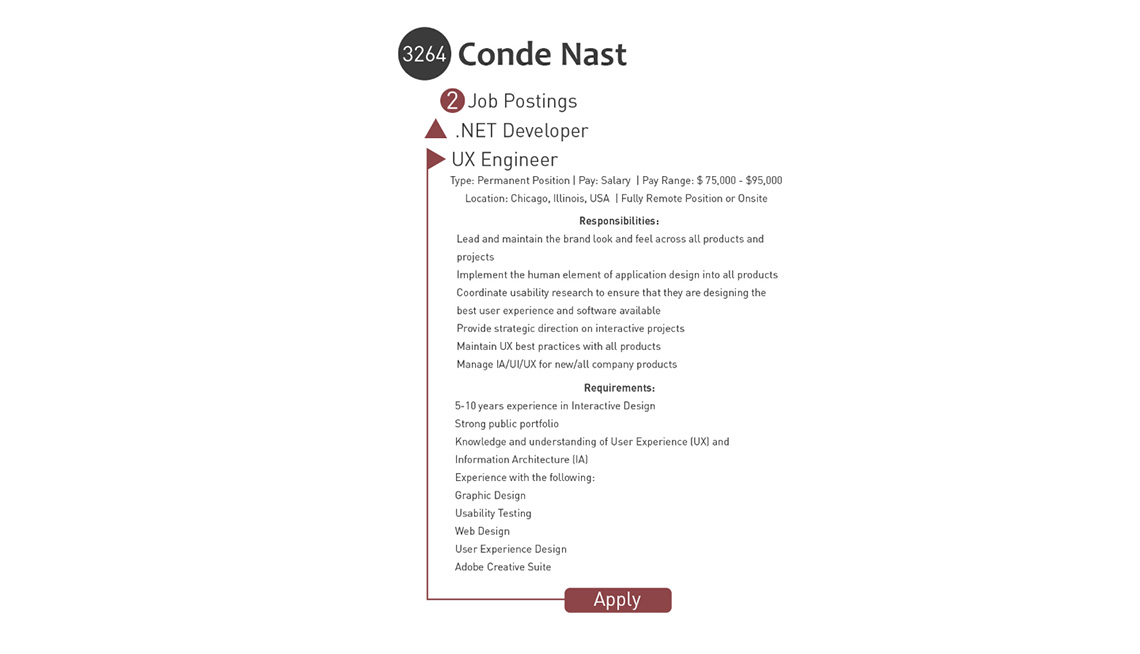 3264 Conde Nast
2 Job Postings
.NET Developer
UX Engineer
Type: Permanent Position | Pay: Salary | Pay Range: $ 75,000 - $95,000
Location: Chicago, Illinois, USA | Fully Remote Position or Onsite
Responsibilities:
Lead and maintain the brand look and feel across all products and
projects
Implement the human element of application design into all products
Coordinate usability research to ensure that they are designing the
best user experience and software available
Provide strategic direction on interactive projects
Maintain UX best practices with all products
Manage IA/UI/UX for new/all company products
Requirements:
5-10 years experience in Interactive Design
Strong public portfolio
Knowledge and understanding of User Experience (UX) and
Information Architecture (IA)
Experience with the following:
Graphic Design
Usability Testing
Web Design
User Experience Design
Adobe Creative Suite
Apply